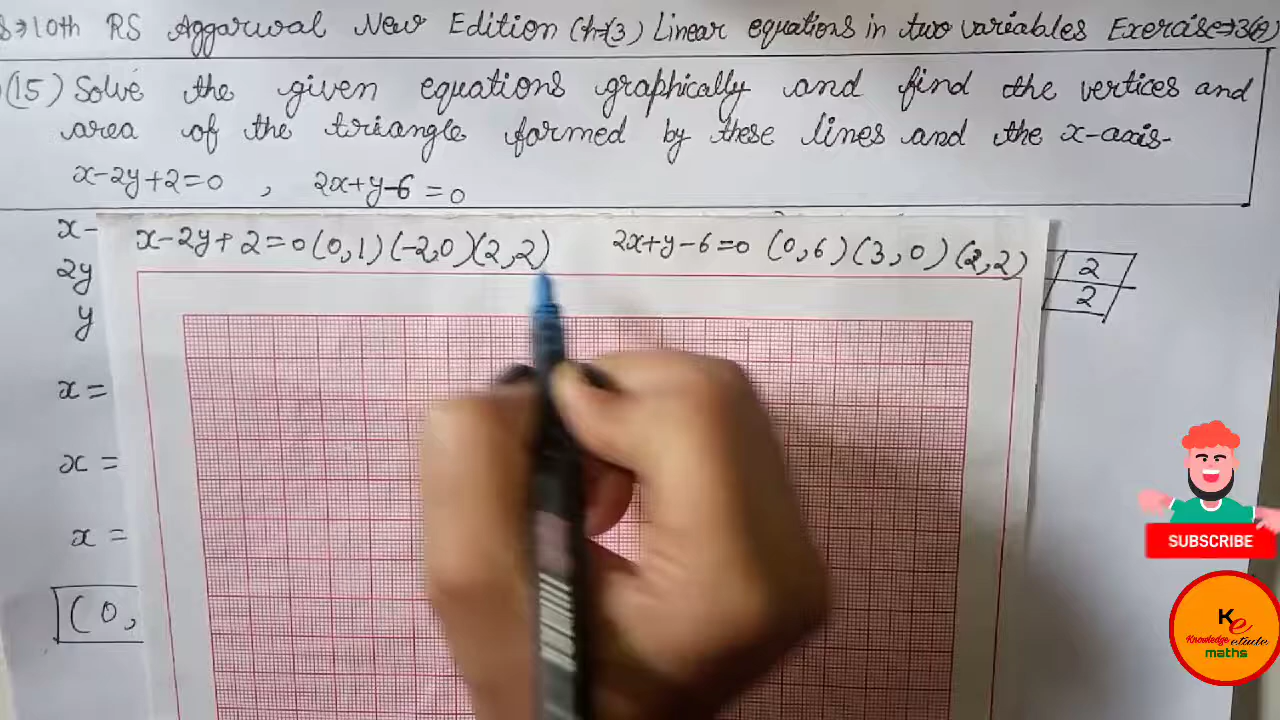 10th RS Aggarwal New Edition (ch-3) Linear equations in two variables Exercise→3(a)
(15) Solve the given equations graphically and find the vertices and
area of the triangle formed by these lines and the x-axis-
x-2y+2=0 , 2x+y-6=0
x-
2y
y
x=
x=
x=
(0,
x-2y+2=0 (0,1) (-2,0) (2,2) 2x+y-6=0 (0,6) (3,0) (2,2)
2
2
SUBSCRIBE
Ke
Knowledge etude
maths